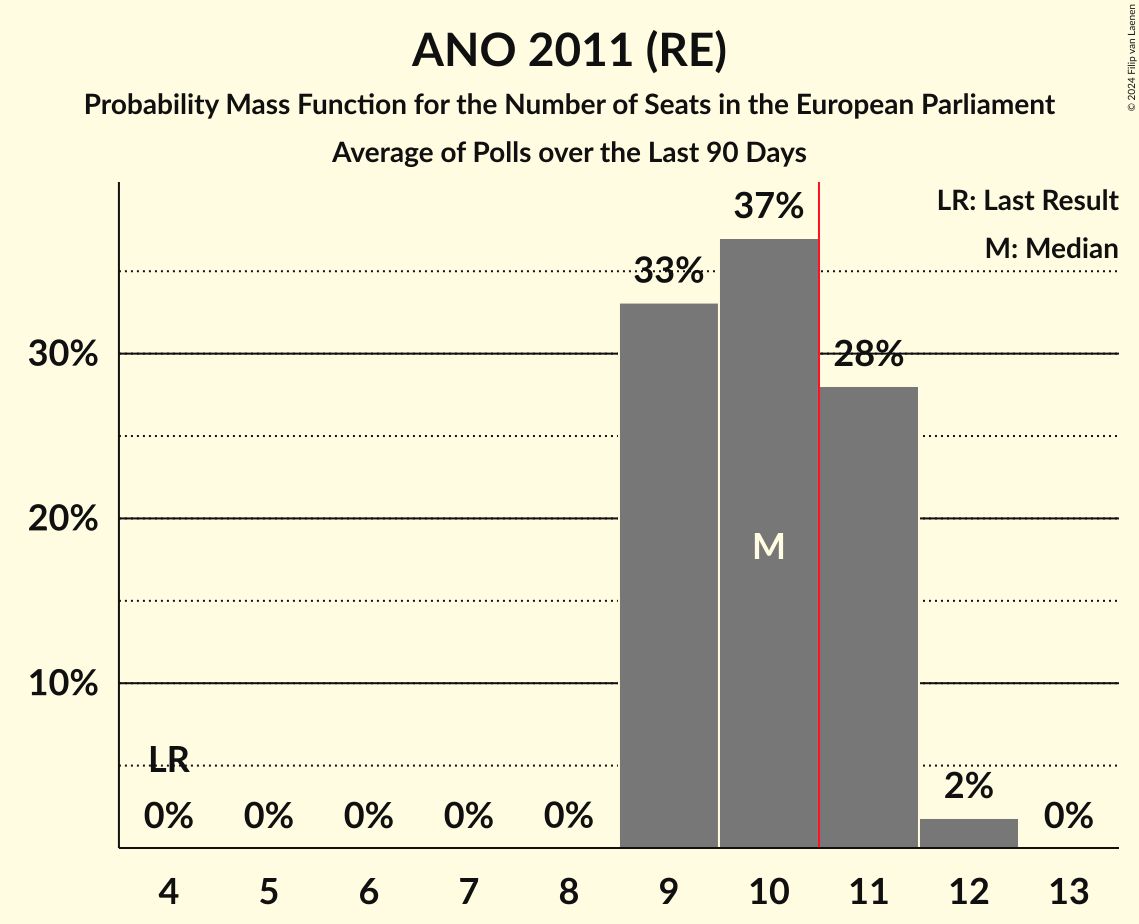 ANO 2011 (RE)
Probability Mass Function for the Number of Seats in the European Parliament
Average of Polls over the Last 90 Days
© 2024 Filip van Laenen
LR: Last Result
M: Median
37%
33%
30%
28%
20%
M
10%
LR
0% 0% 0% 0% 0% 2% 0%
4 5 6 7 8 9 10 11 12 13